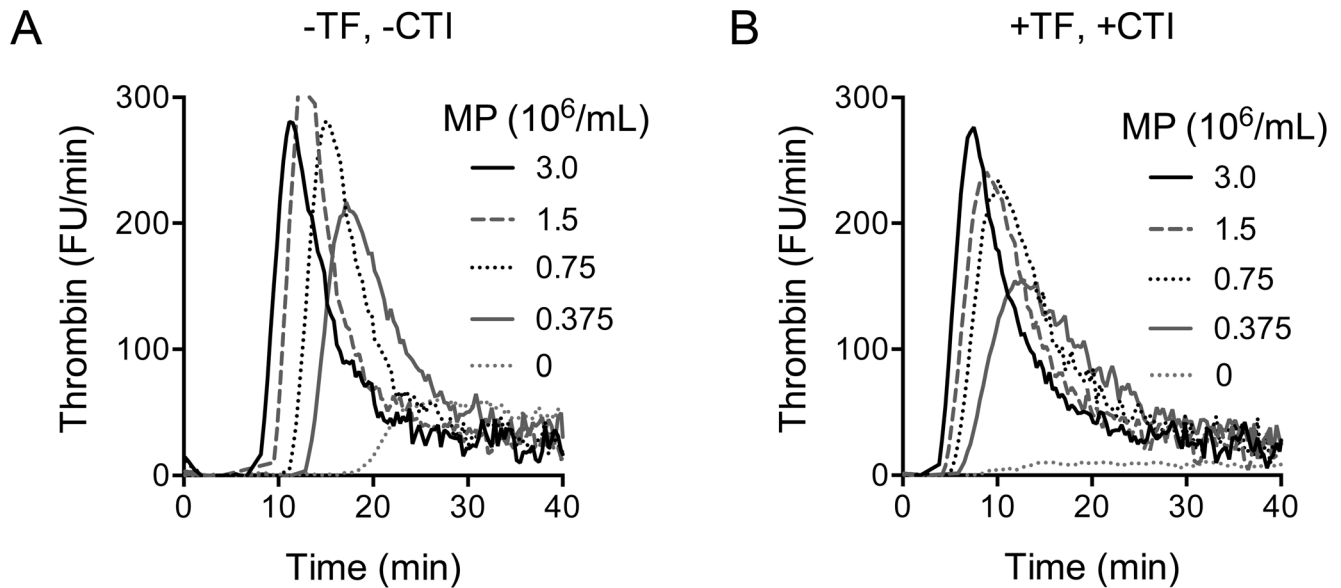 A
-TF, -CTI
Thrombin (FU/min)
300
200
100
0
0 10 20 30 40
Time (min)
MP (10⁶/mL)
3.0
1.5
0.75
0.375
0
B
+TF, +CTI
Thrombin (FU/min)
300
200
100
0
0 10 20 30 40
Time (min)
MP (10⁶/mL)
3.0
1.5
0.75
0.375
0